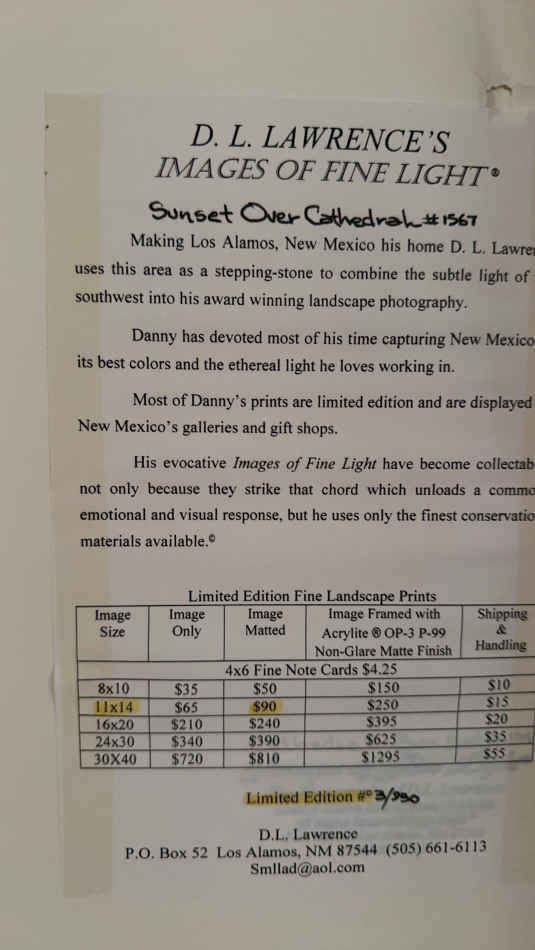 D. L. LAWRENCE'S
IMAGES OF FINE LIGHT®
Sunset Over Cathedral #1567
Making Los Alamos, New Mexico his home D. L. Lawre
uses this area as a stepping-stone to combine the subtle light of
southwest into his award winning landscape photography.
Danny has devoted most of his time capturing New Mexico
its best colors and the ethereal light he loves working in.
Most of Danny's prints are limited edition and are displayed
New Mexico's galleries and gift shops.
His evocative Images of Fine Light have become collectab
not only because they strike that chord which unloads a commo
emotional and visual response, but he uses only the finest conservatio
materials available.©
Limited Edition Fine Landscape Prints
Image Size Image Only Image Matted Image Framed with Acrylite ® OP-3 P-99 Non-Glare Matte Finish Shipping & Handling
4x6 Fine Note Cards $4.25
8x10 $35 $50 $150 $10
11x14 $65 $90 $250 $15
16x20 $210 $240 $395 $20
24x30 $340 $390 $625 $35
30X40 $720 $810 $1295 $55
Limited Edition #º 3/990
D.L. Lawrence
P.O. Box 52 Los Alamos, NM 87544 (505) 661-6113
Smllad@aol.com